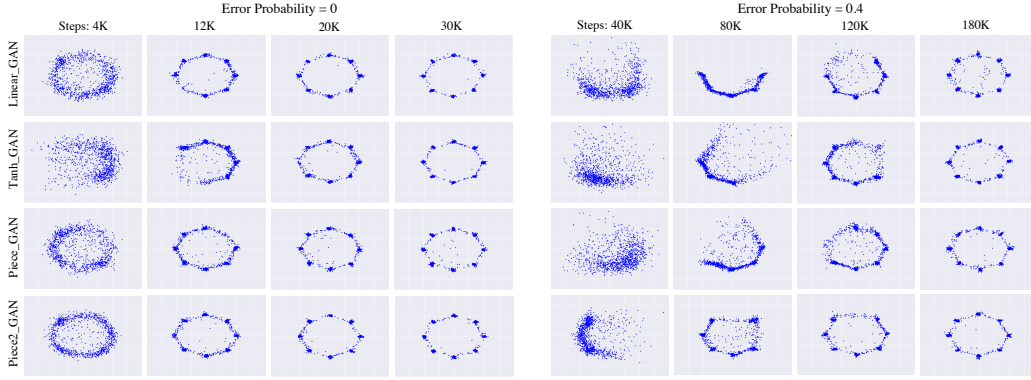 Error Probability = 0
Error Probability = 0.4
Steps: 4K 12K 20K 30K
Steps: 40K 80K 120K 180K
Linear_GAN
Tanh_GAN
Piece_GAN
Piece2_GAN